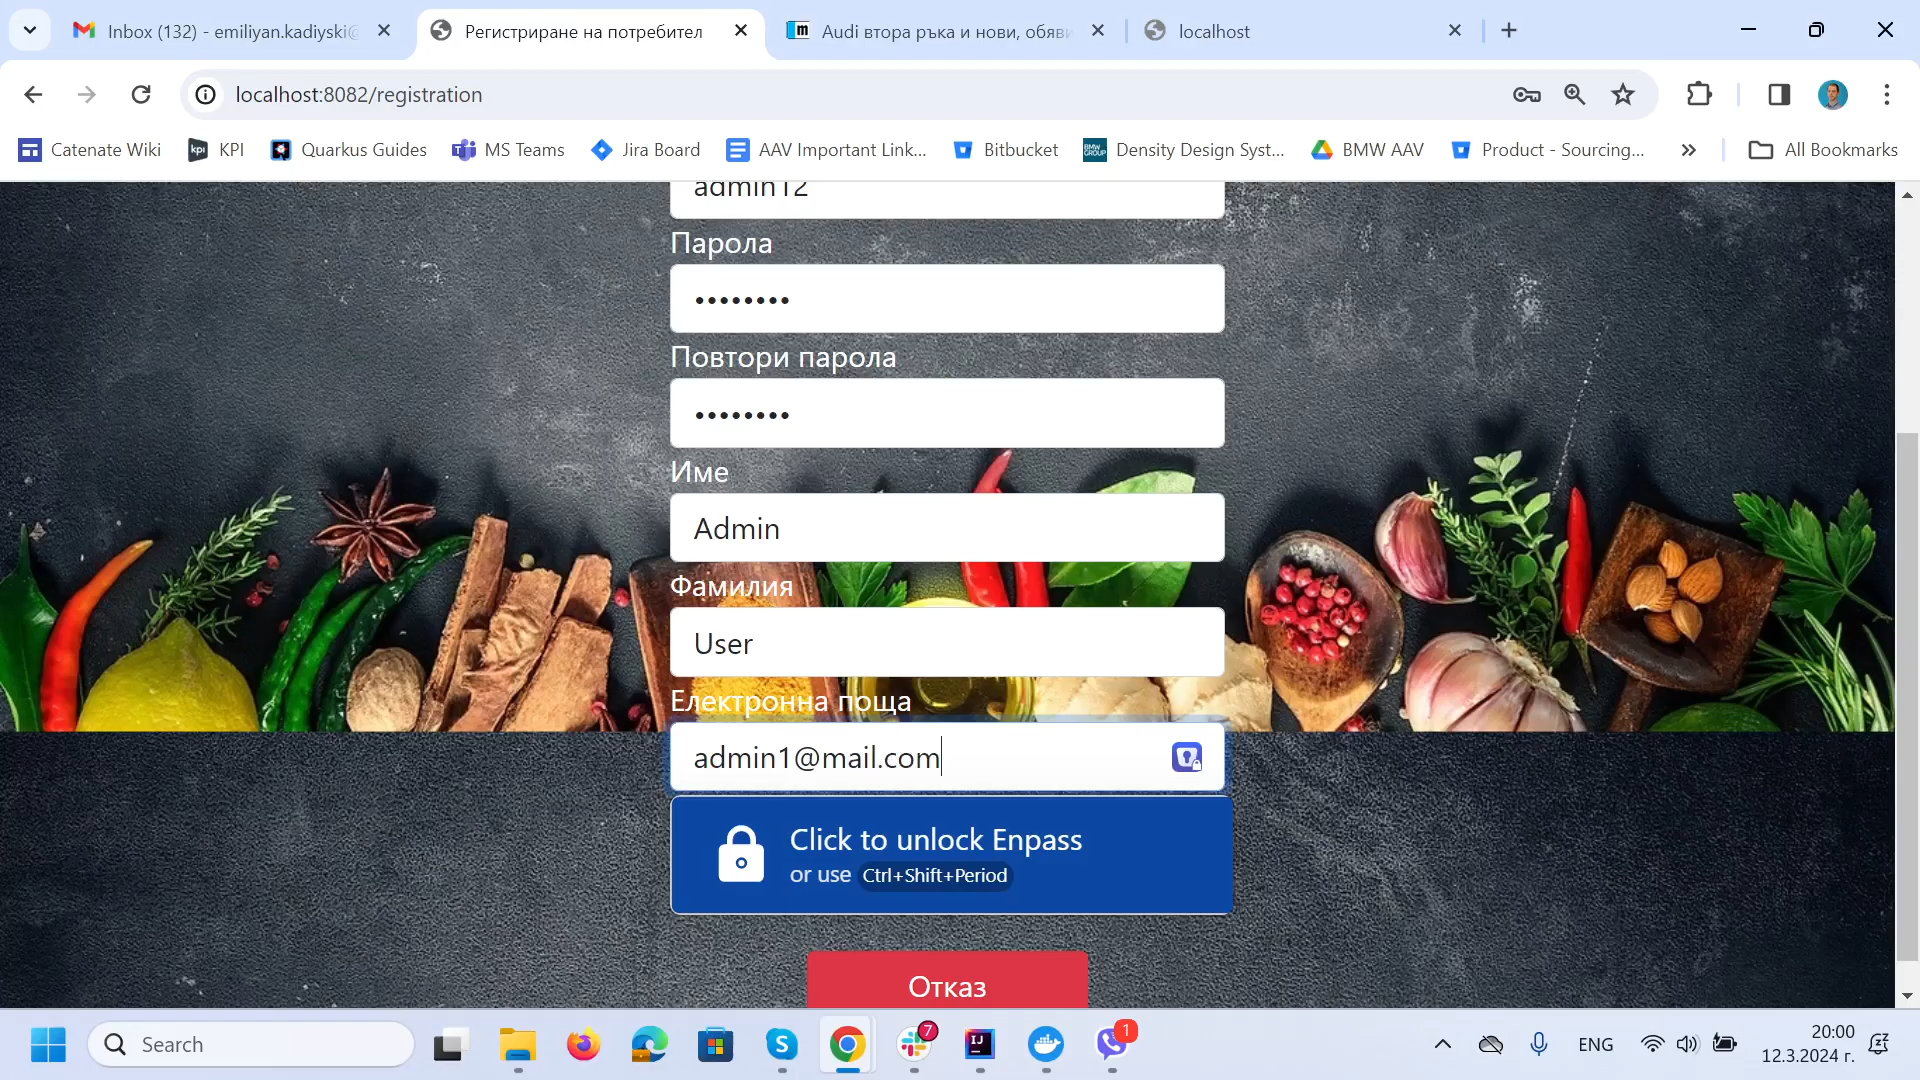 Inbox (132) - emiliyan.kadiyski@
Регистриране на потребител
m
Audi втора ръка и нови, обяви
localhost
localhost:8082/registration
Catenate Wiki
kpi
KPI
Quarkus Guides
MS Teams
Jira Board
AAV Important Link...
Bitbucket
BMW GROUP
Density Design Syst...
BMW AAV
Product - Sourcing...
All Bookmarks
admin12
Парола
••••••••
Повтори парола
••••••••
Име
Admin
Фамилия
User
Електронна поща
admin1@mail.com
Click to unlock Enpass
or use Ctrl+Shift+Period
Отказ
Search
7
1
ENG
20:00
12.3.2024 г.